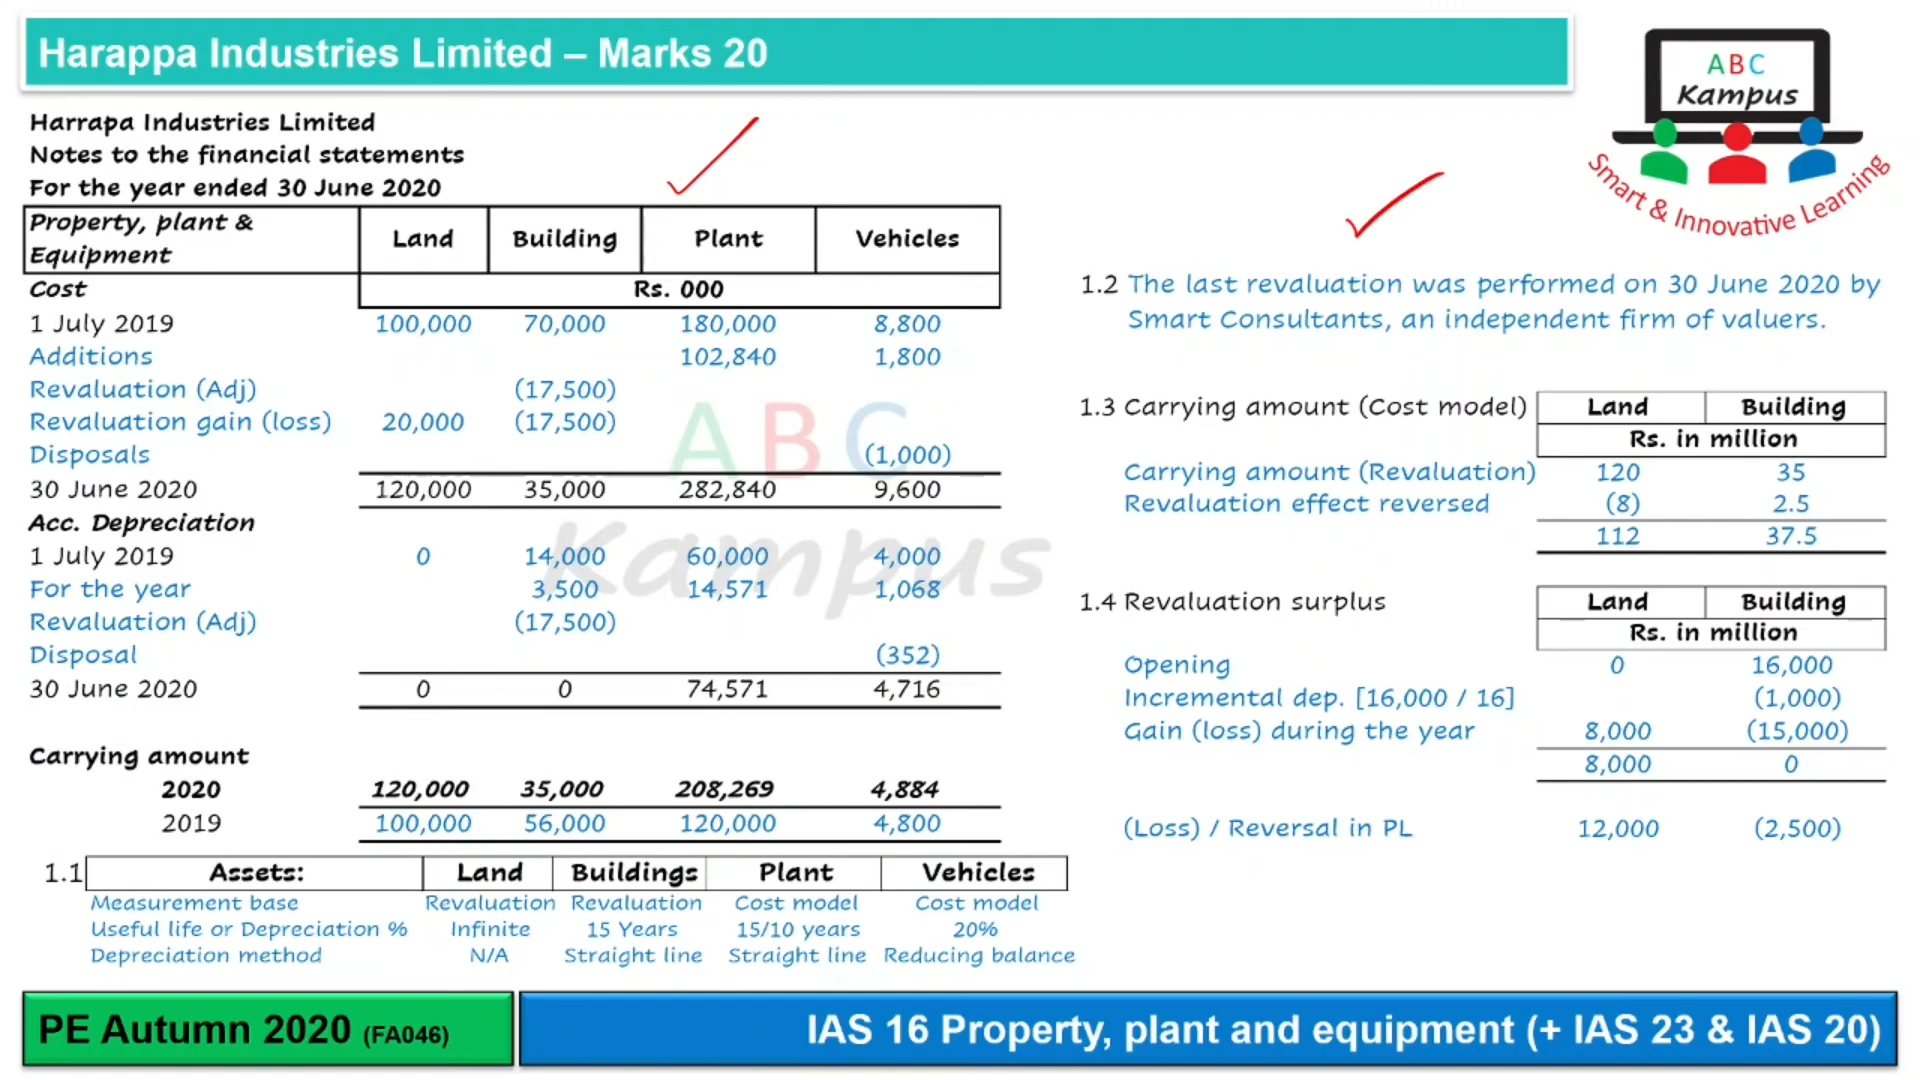 Harappa Industries Limited – Marks 20
ABC
Kampus
Smart & Innovative Learning
Harrapa Industries Limited
Notes to the financial statements
For the year ended 30 June 2020
Property, plant & Equipment Land Building Plant Vehicles
Cost Rs. 000
1 July 2019 100,000 70,000 180,000 8,800
Additions 102,840 1,800
Revaluation (Adj) (17,500)
Revaluation gain (loss) 20,000 (17,500)
Disposals (1,000)
30 June 2020 120,000 35,000 282,840 9,600
Acc. Depreciation
1 July 2019 0 14,000 60,000 4,000
For the year 3,500 14,571 1,068
Revaluation (Adj) (17,500)
Disposal (352)
30 June 2020 0 0 74,571 4,716
Carrying amount
2020 120,000 35,000 208,269 4,884
2019 100,000 56,000 120,000 4,800
1.1 Assets: Land Buildings Plant Vehicles
Measurement base Revaluation Revaluation Cost model Cost model
Useful life or Depreciation % Infinite 15 Years 15/10 years 20%
Depreciation method N/A Straight line Straight line Reducing balance
ABC
Kampus
1.2 The last revaluation was performed on 30 June 2020 by
Smart Consultants, an independent firm of valuers.
1.3 Carrying amount (Cost model) Land Building
Rs. in million
Carrying amount (Revaluation) 120 35
Revaluation effect reversed (8) 2.5
112 37.5
1.4 Revaluation surplus Land Building
Rs. in million
Opening 0 16,000
Incremental dep. [16,000 / 16] (1,000)
Gain (loss) during the year 8,000 (15,000)
8,000 0
(Loss) / Reversal in PL 12,000 (2,500)
PE Autumn 2020 (FA046)
IAS 16 Property, plant and equipment (+ IAS 23 & IAS 20)